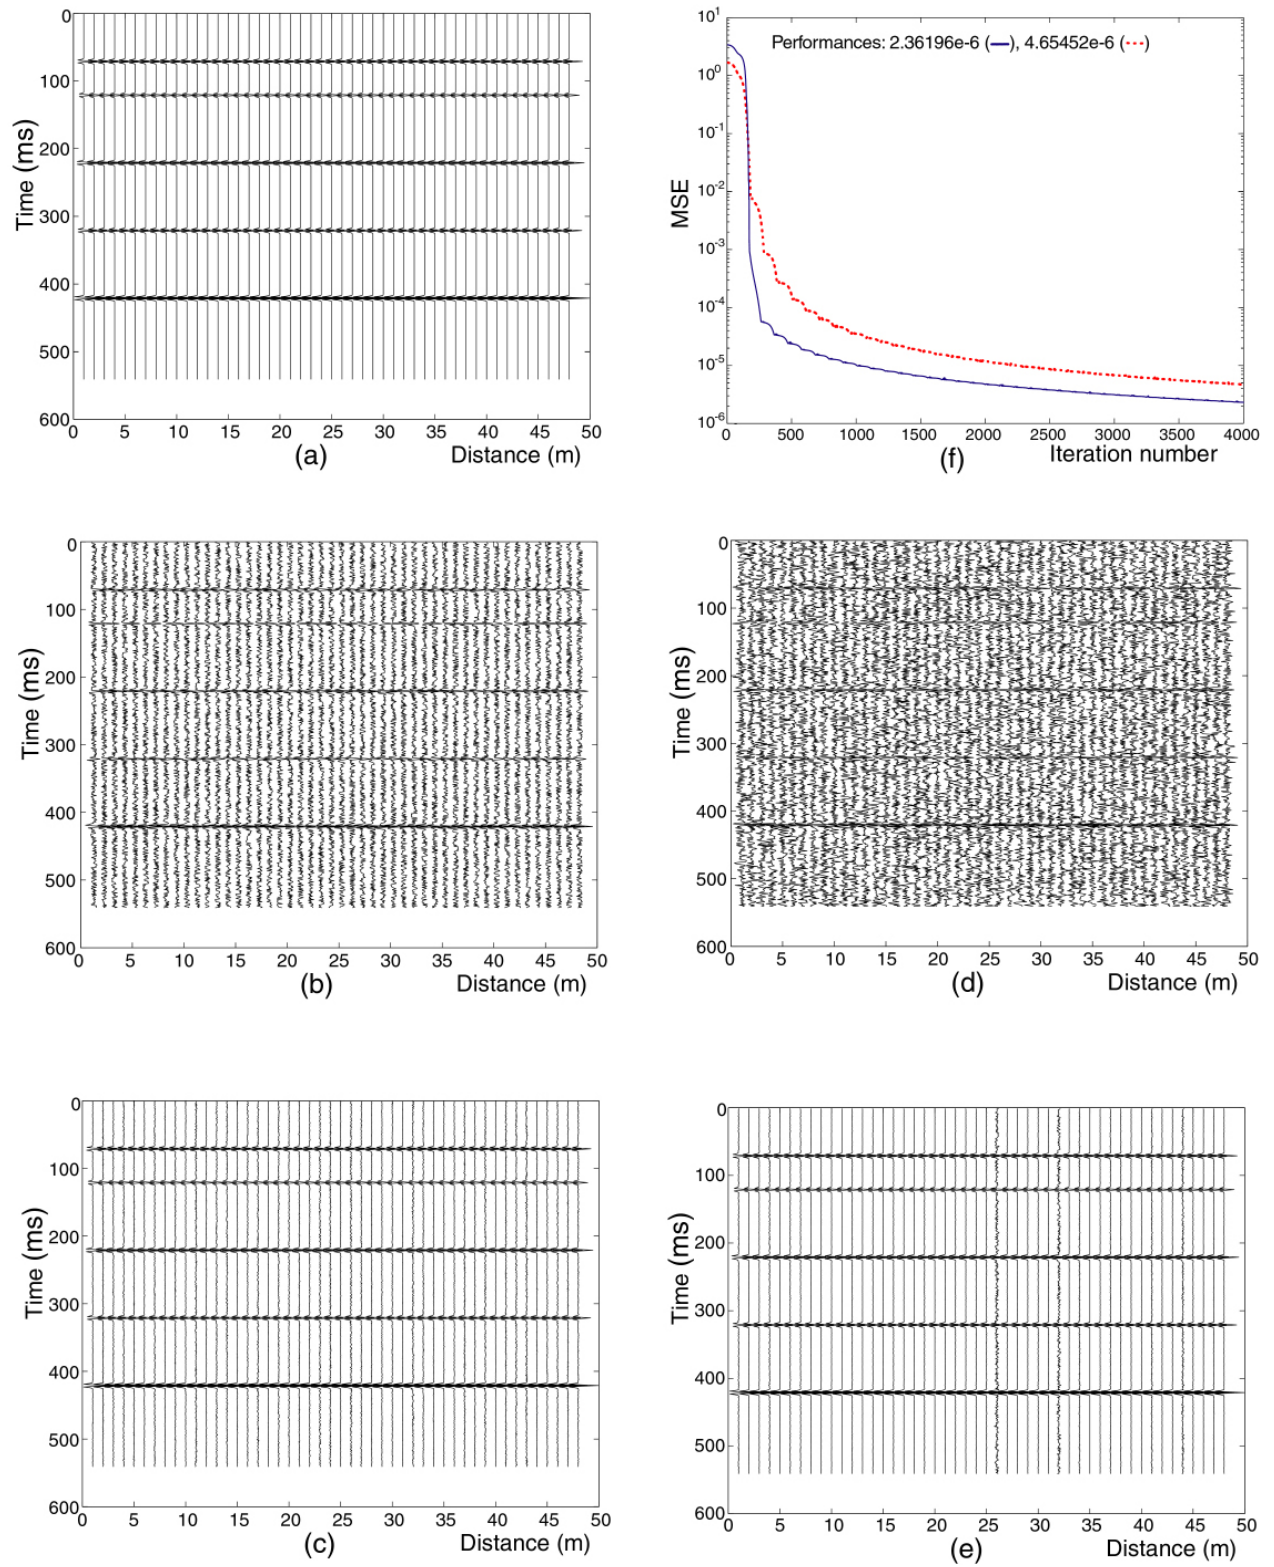 0
100
200
300
400
500
600
Time (ms)
0 5 10 15 20 25 30 35 40 45 50
(a) Distance (m)
10^1
10^0
10^-1
10^-2
10^-3
10^-4
10^-5
10^-6
MSE
Performances: 2.36196e-6 ( ), 4.65452e-6 ( )
0 500 1000 1500 2000 2500 3000 3500 4000
(f) Iteration number
0
100
200
300
400
500
600
Time (ms)
0 5 10 15 20 25 30 35 40 45 50
(b) Distance (m)
0
100
200
300
400
500
600
Time (ms)
0 5 10 15 20 25 30 35 40 45 50
(d) Distance (m)
0
100
200
300
400
500
600
Time (ms)
0 5 10 15 20 25 30 35 40 45 50
(c) Distance (m)
0
100
200
300
400
500
600
Time (ms)
0 5 10 15 20 25 30 35 40 45 50
(e) Distance (m)